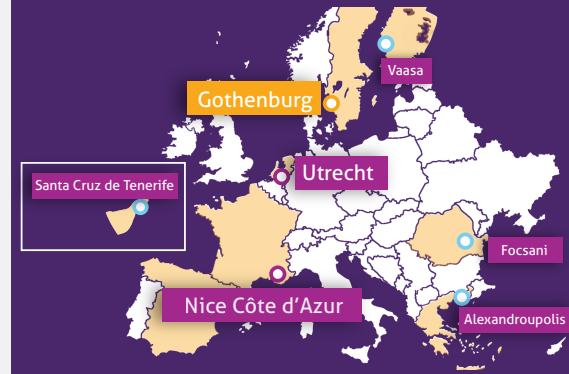 Vaasa
Gothenburg
Utrecht
Santa Cruz de Tenerife
Focsani
Nice Côte d'Azur
Alexandroupolis